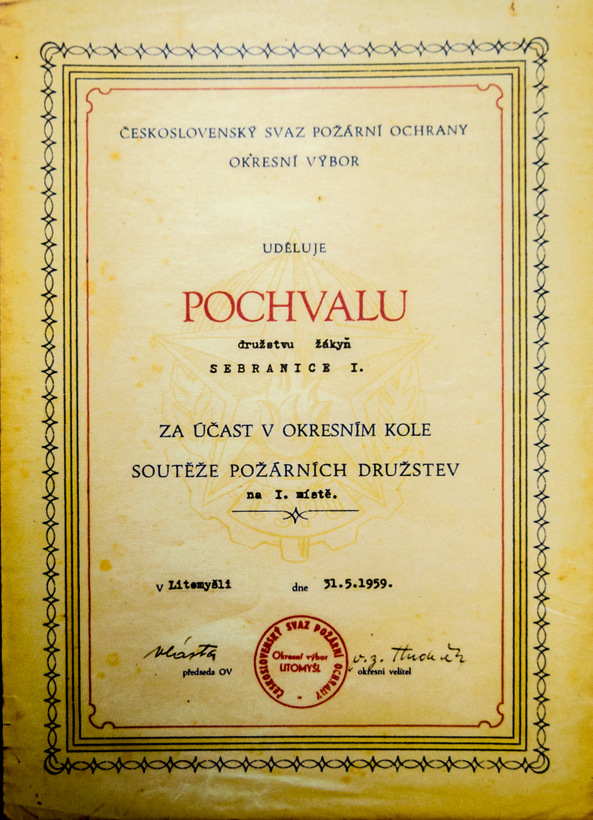 ČESKOSLOVENSKÝ SVAZ POŽÁRNÍ OCHRANY
OKRESNÍ VÝBOR
UDĚLUJE
POCHVALU
družstvu žákyň
SEBRANICE I.
ZA ÚČAST V OKRESNÍM KOLE
SOUTĚŽE POŽÁRNÍCH DRUŽSTEV
na I. místě.
V Litomyšli dne 31.5.1959.
Vlasta
v.z.
předseda OV
okresní velitel
ČESKOSLOVENSKÝ SVAZ POŽÁRNÍ OCHRANY
Okresní výbor
LITOMYŠL